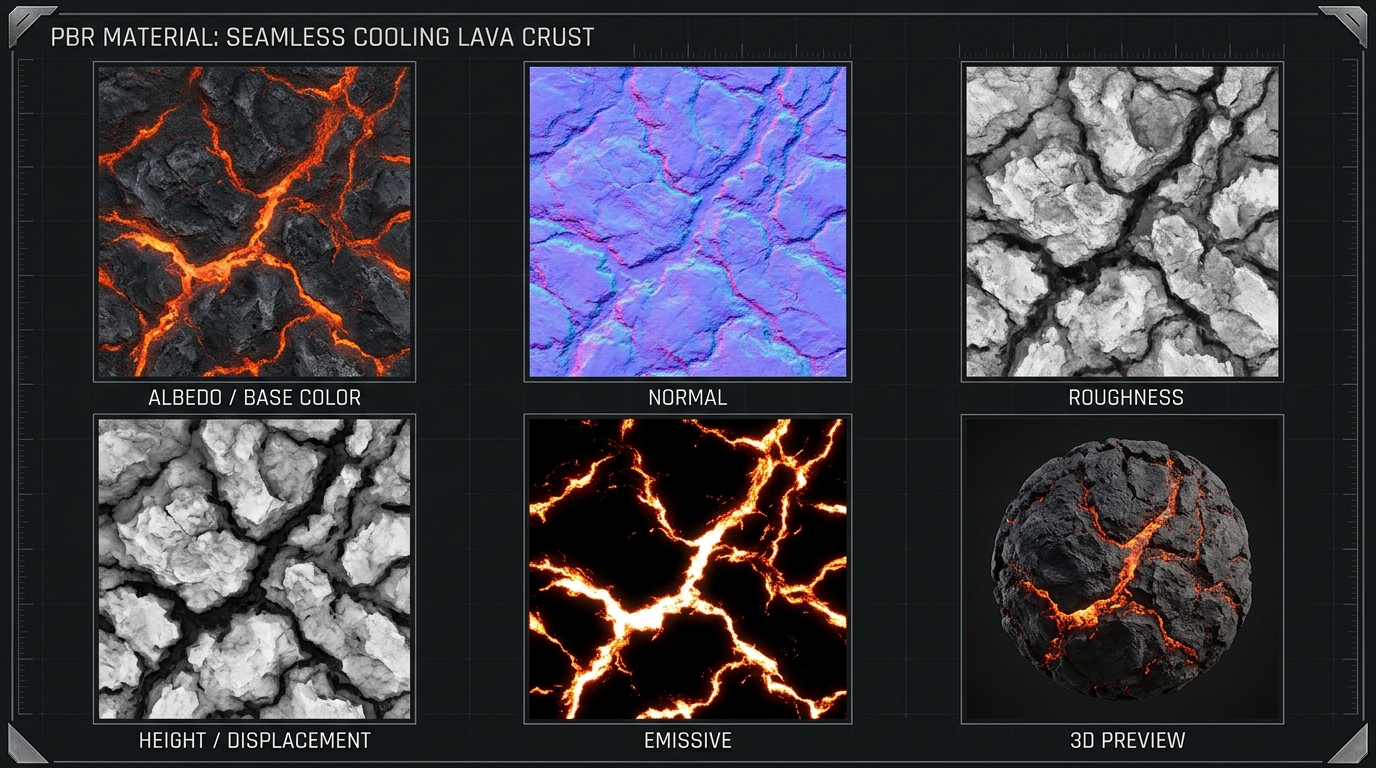 PBR MATERIAL: SEAMLESS COOLING LAVA CRUST
ALBEDO / BASE COLOR
NORMAL
ROUGHNESS
HEIGHT / DISPLACEMENT
EMISSIVE
3D PREVIEW